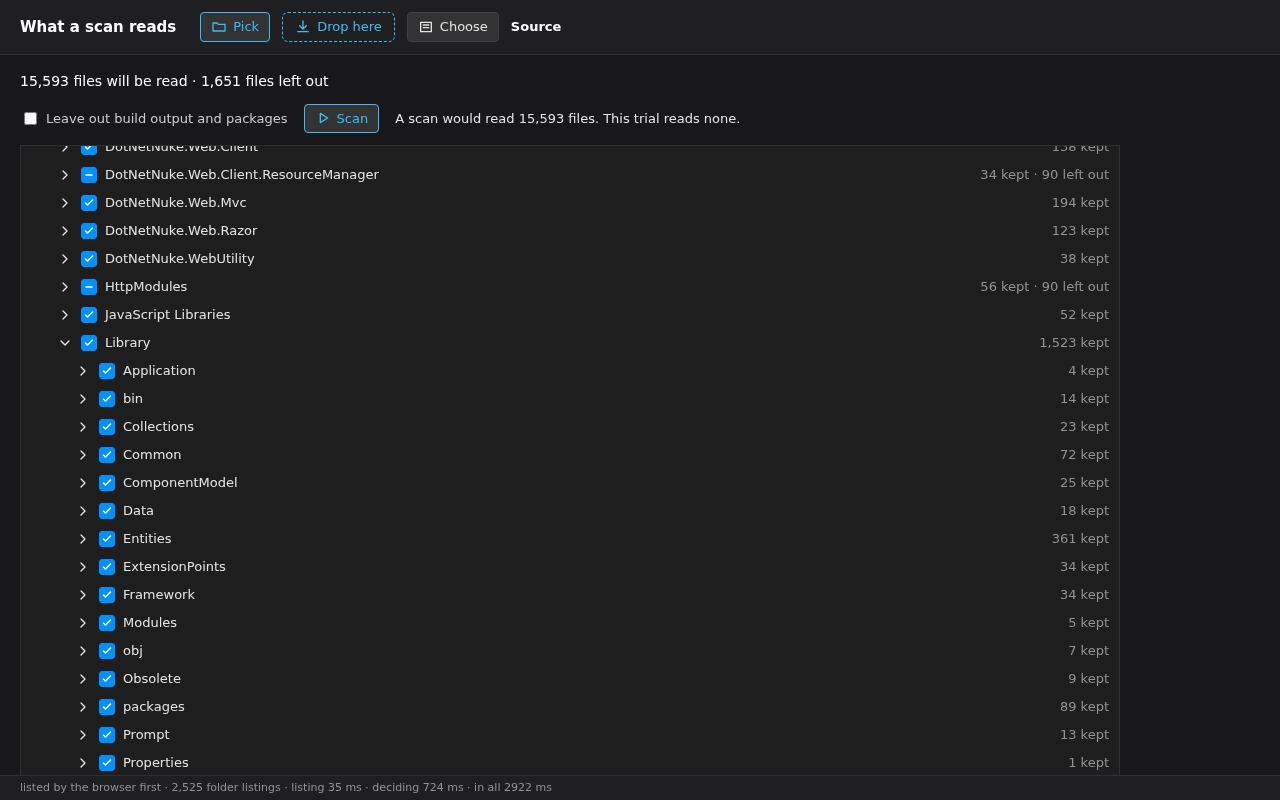 What a scan reads Pick Drop here Choose Source
15,593 files will be read · 1,651 files left out
Leave out build output and packages Scan A scan would read 15,593 files. This trial reads none.
DotNetNuke.Web.Client 138 kept
DotNetNuke.Web.Client.ResourceManager 34 kept · 90 left out
DotNetNuke.Web.Mvc 194 kept
DotNetNuke.Web.Razor 123 kept
DotNetNuke.WebUtility 38 kept
HttpModules 56 kept · 90 left out
JavaScript Libraries 52 kept
Library 1,523 kept
Application 4 kept
bin 14 kept
Collections 23 kept
Common 72 kept
ComponentModel 25 kept
Data 18 kept
Entities 361 kept
ExtensionPoints 34 kept
Framework 34 kept
Modules 5 kept
obj 7 kept
Obsolete 9 kept
packages 89 kept
Prompt 13 kept
Properties 1 kept
listed by the browser first · 2,525 folder listings · listing 35 ms · deciding 724 ms · in all 2922 ms